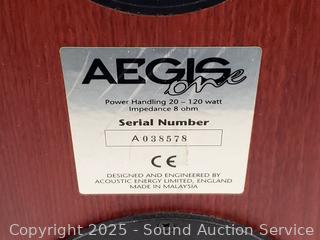 AEGIS
one
Power Handling 20 – 120 watt
Impedance 8 ohm
Serial Number
A038578
CE
DESIGNED AND ENGINEERED BY
ACOUSTIC ENERGY LIMITED, ENGLAND
MADE IN MALAYSIA
Copyright 2025 - Sound Auction Service